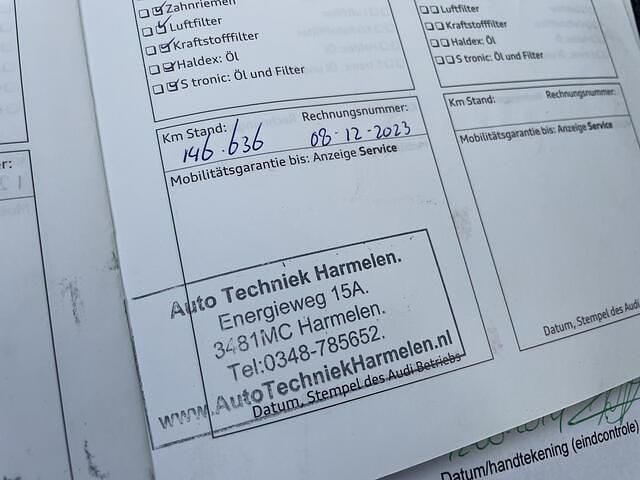 Zahnriemen
Luftfilter
Kraftstofffilter
Haldex: Öl
S tronic: Öl und Filter
Km Stand:
Rechnungsnummer:
146.636
08-12-2023
Mobilitätsgarantie bis: Anzeige Service
Auto Techniek Harmelen.
Energieweg 15A.
3481MC Harmelen.
Tel:0348-785652.
www.AutoTechniekHarmelen.nl
Datum, Stempel des Audi Betriebs
Luftfilter
Kraftstofffilter
Haldex: Öl
S tronic: Öl und Filter
Km Stand:
Rechnungsnummer:
Mobilitätsgarantie bis: Anzeige Service
Datum, Stempel des Audi
Datum/handtekening (eindcontrole)